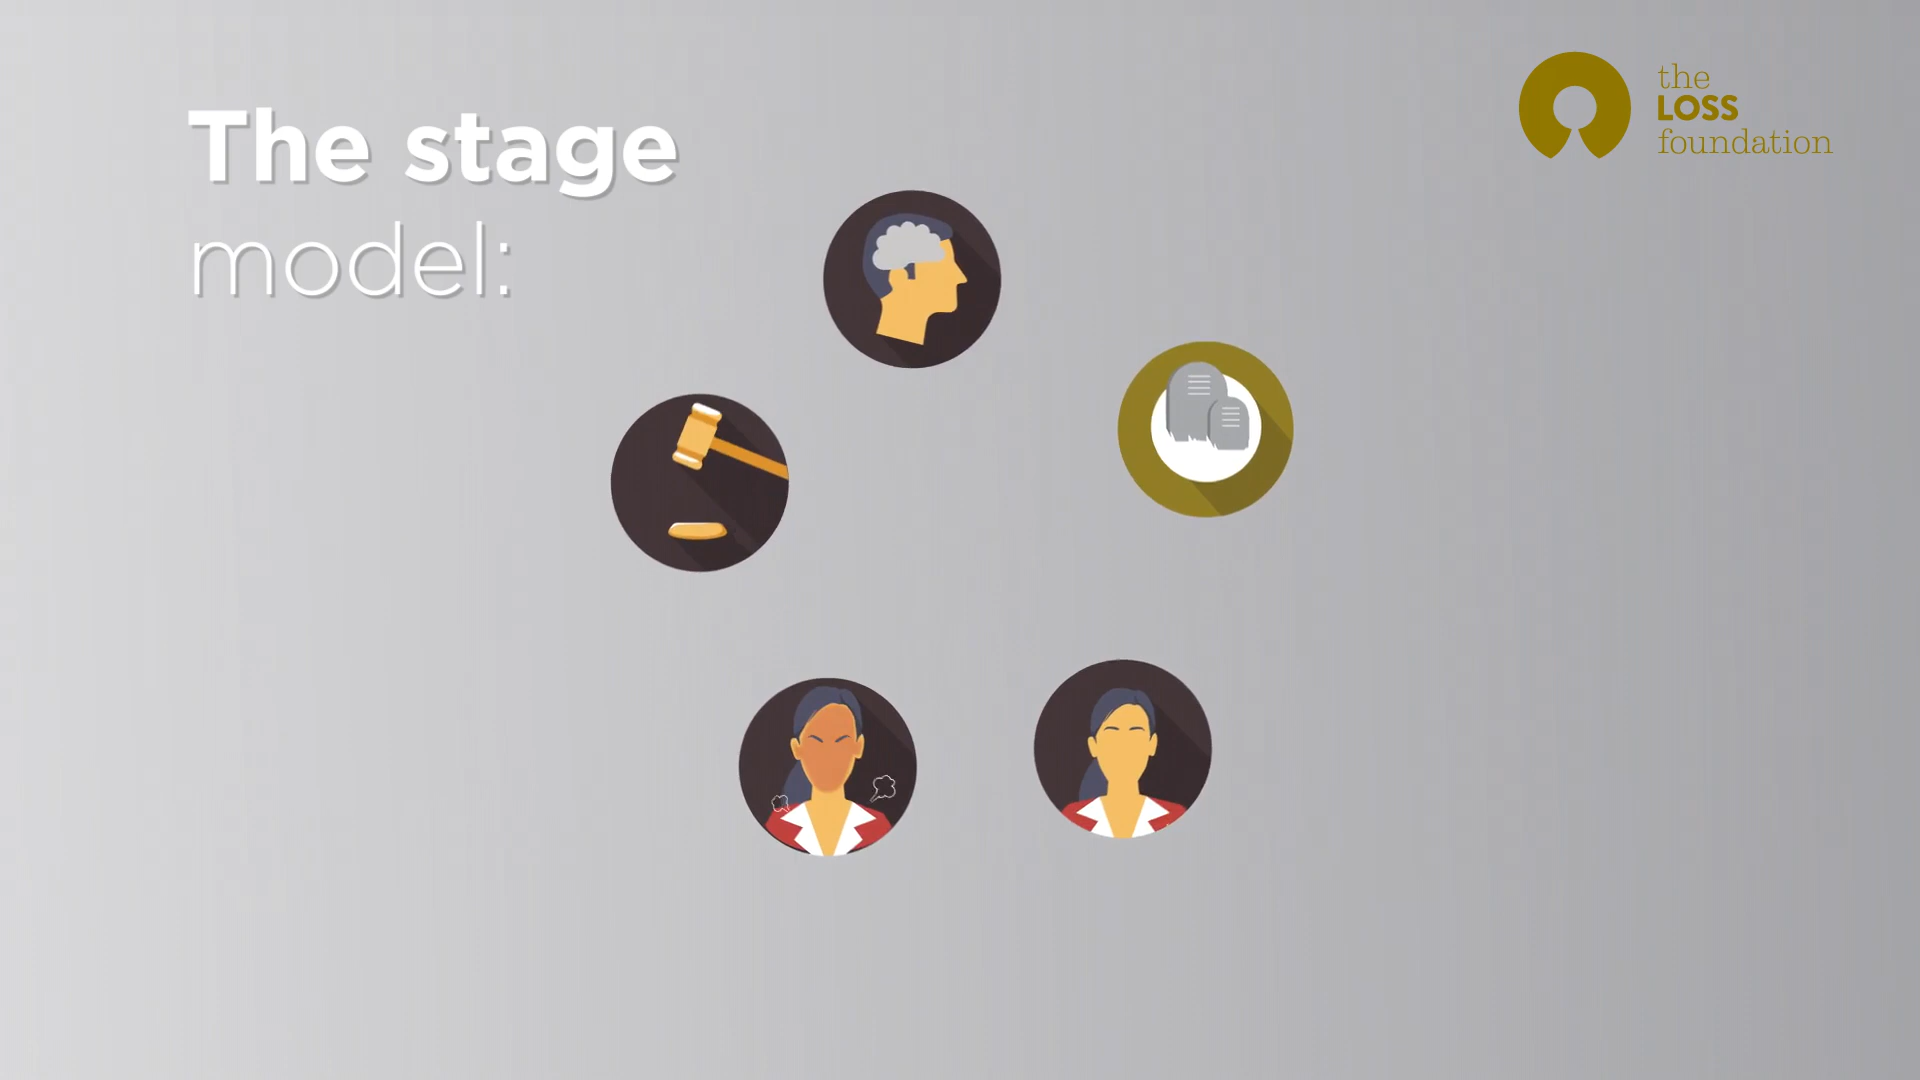 The stage
model:
the
LOSS
foundation